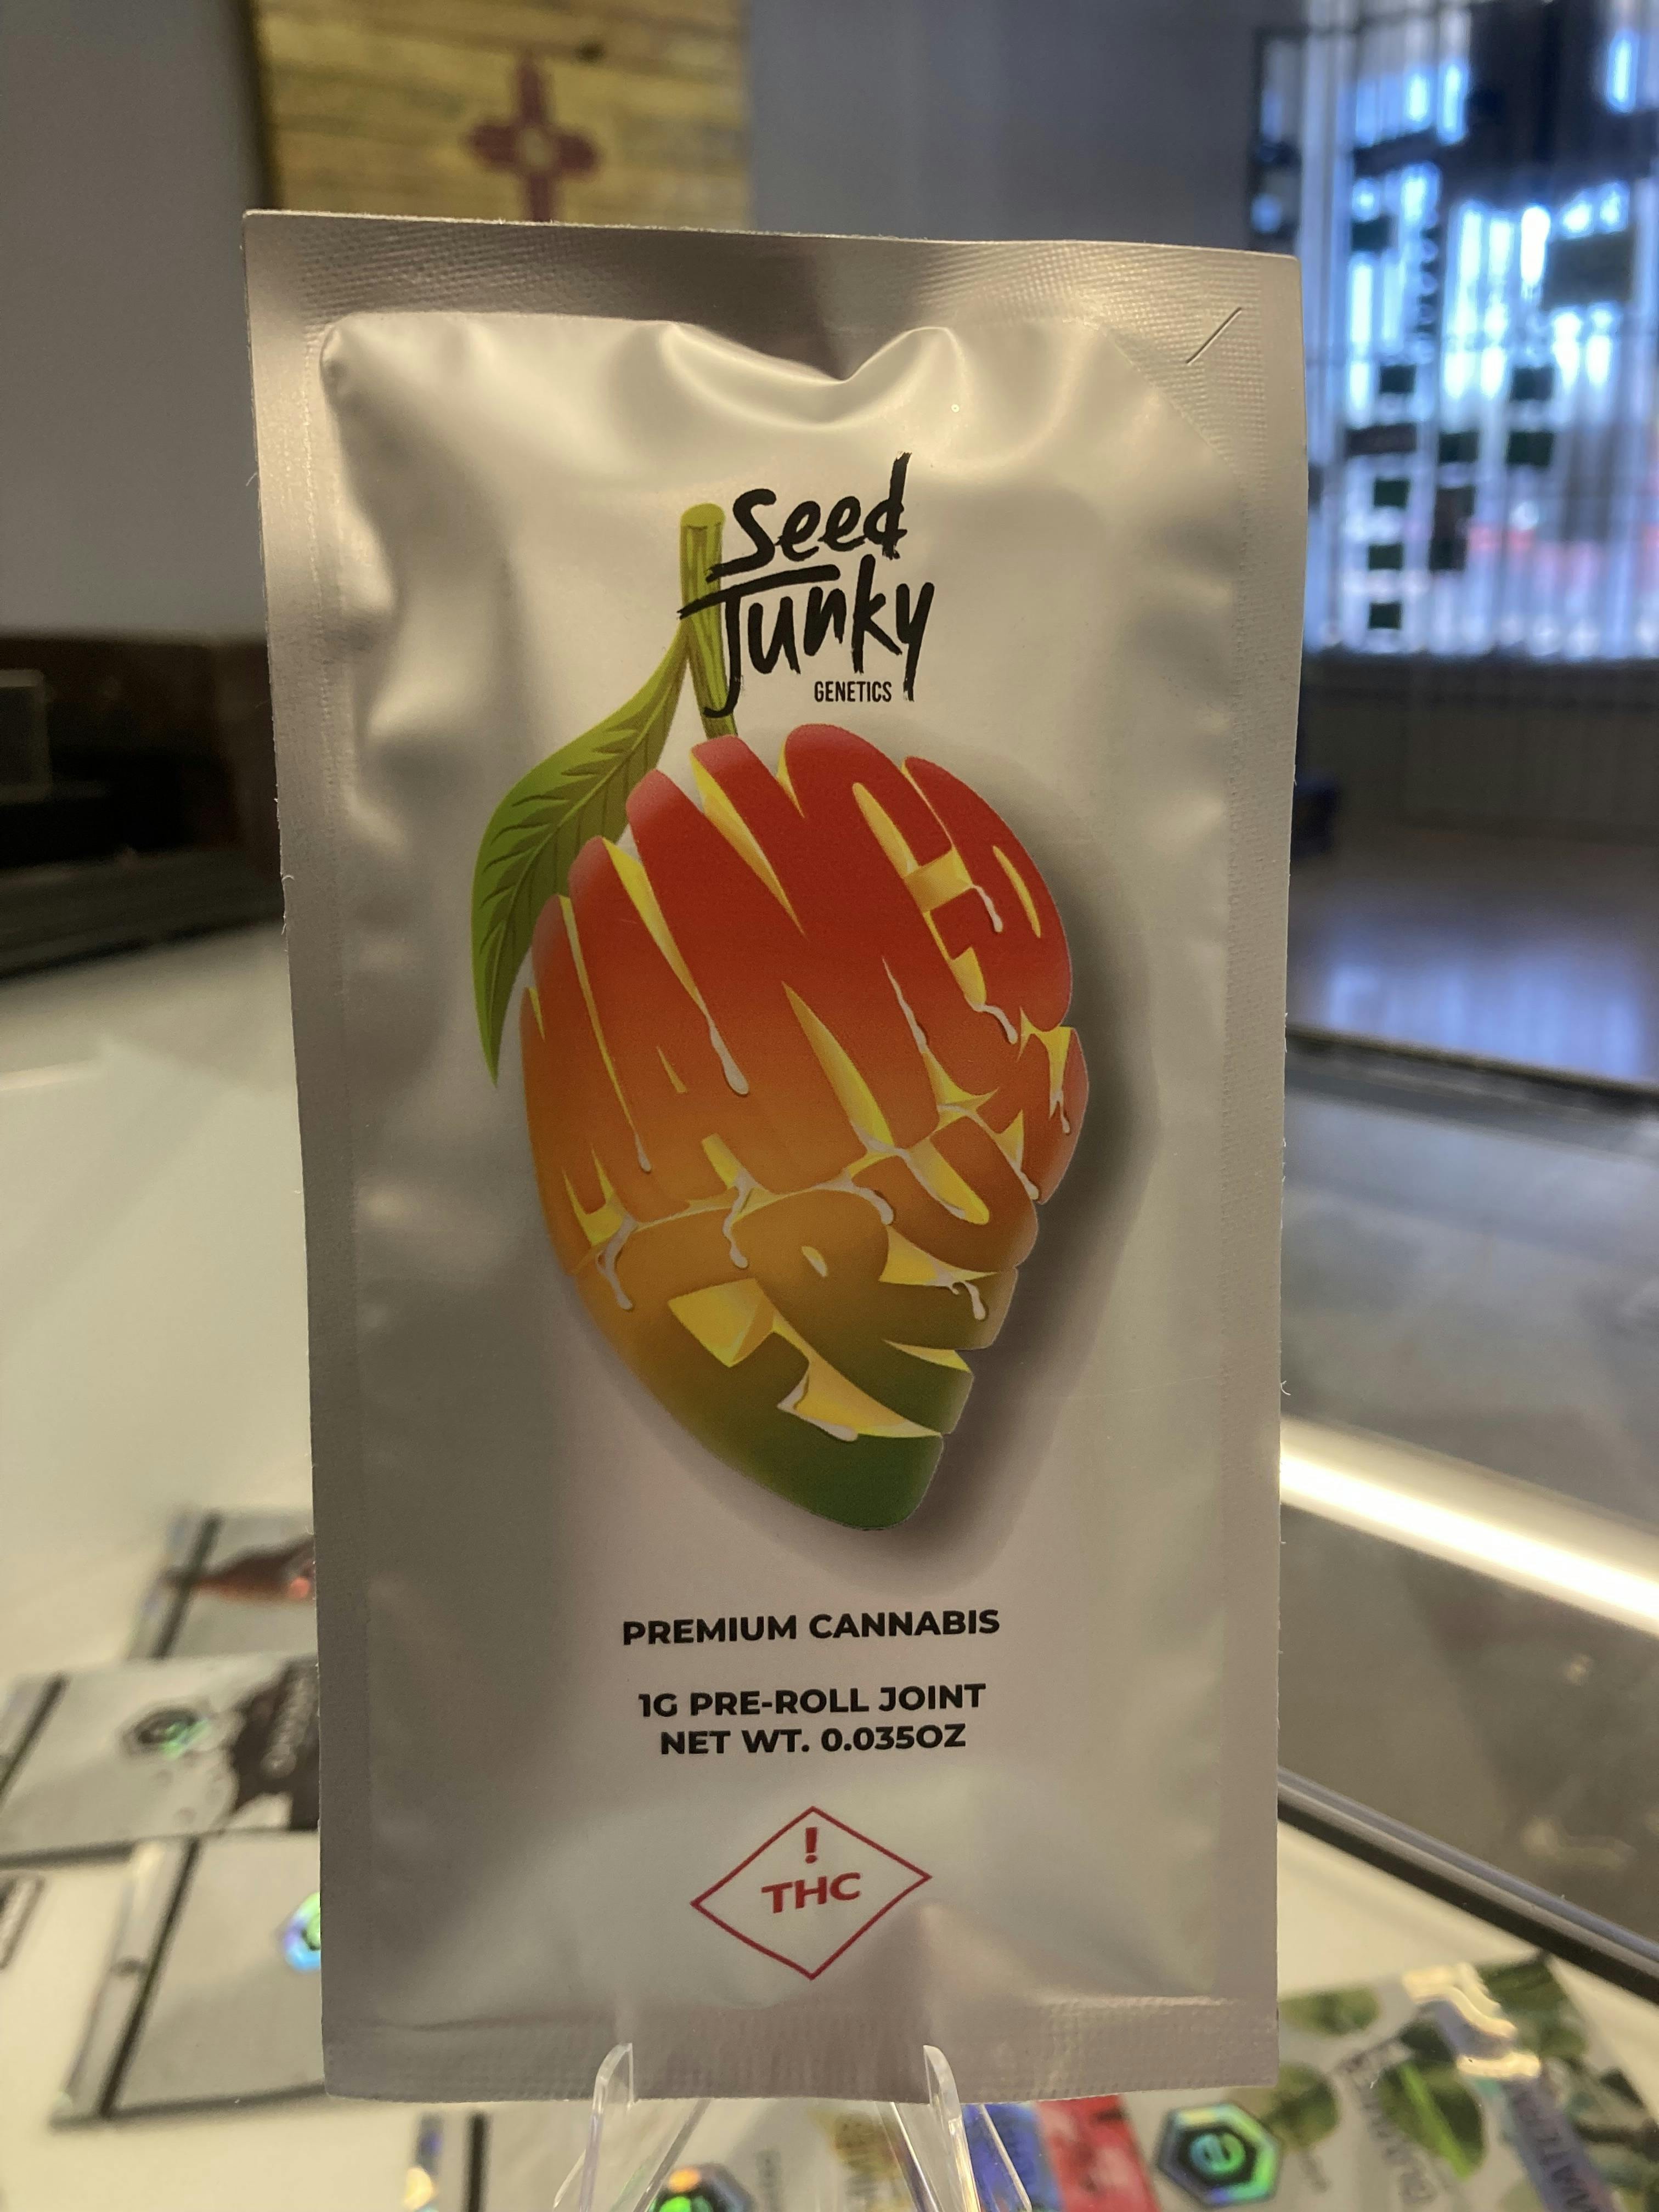 Seed
Junky
GENETICS
PREMIUM CANNABIS
1G PRE-ROLL JOINT
NET WT. 0.035OZ
!
THC